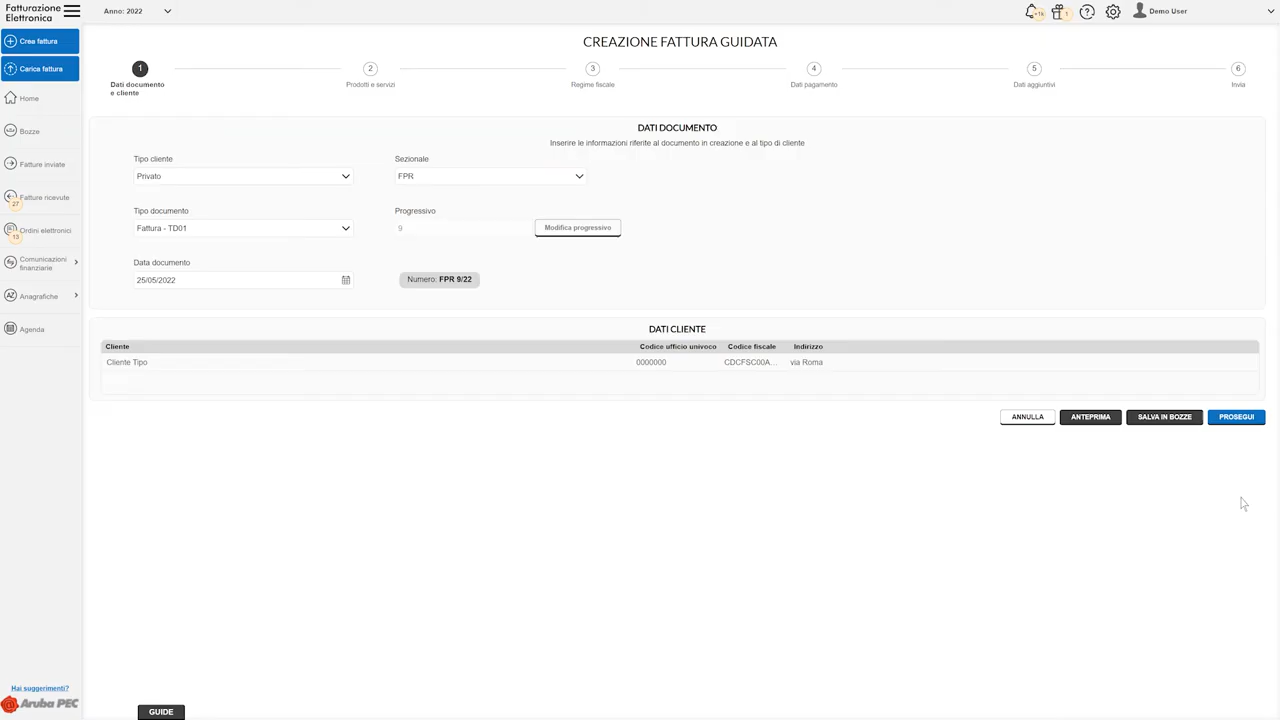 Fatturazione
Elettronica
Anno: 2022
+1k
1
Demo User
Crea fattura
Carica fattura
Home
Bozze
Fatture inviate
Fatture ricevute
27
Ordini elettronici
13
Comunicazioni
finanziarie
Anagrafiche
Agenda
Hai suggerimenti?
Aruba PEC
CREAZIONE FATTURA GUIDATA
1
2
3
4
5
6
Dati documento
e cliente
Prodotti e servizi
Regime fiscale
Dati pagamento
Dati aggiuntivi
Invia
DATI DOCUMENTO
Inserire le informazioni riferite al documento in creazione e al tipo di cliente
Tipo cliente
Sezionale
Privato
FPR
Tipo documento
Progressivo
Fattura - TD01
9
Modifica progressivo
Data documento
25/05/2022
Numero: FPR 9/22
DATI CLIENTE
Cliente Codice ufficio univoco Codice fiscale Indirizzo
Cliente Tipo 0000000 CDCFSC00A... via Roma
ANNULLA
ANTEPRIMA
SALVA IN BOZZE
PROSEGUI
GUIDE